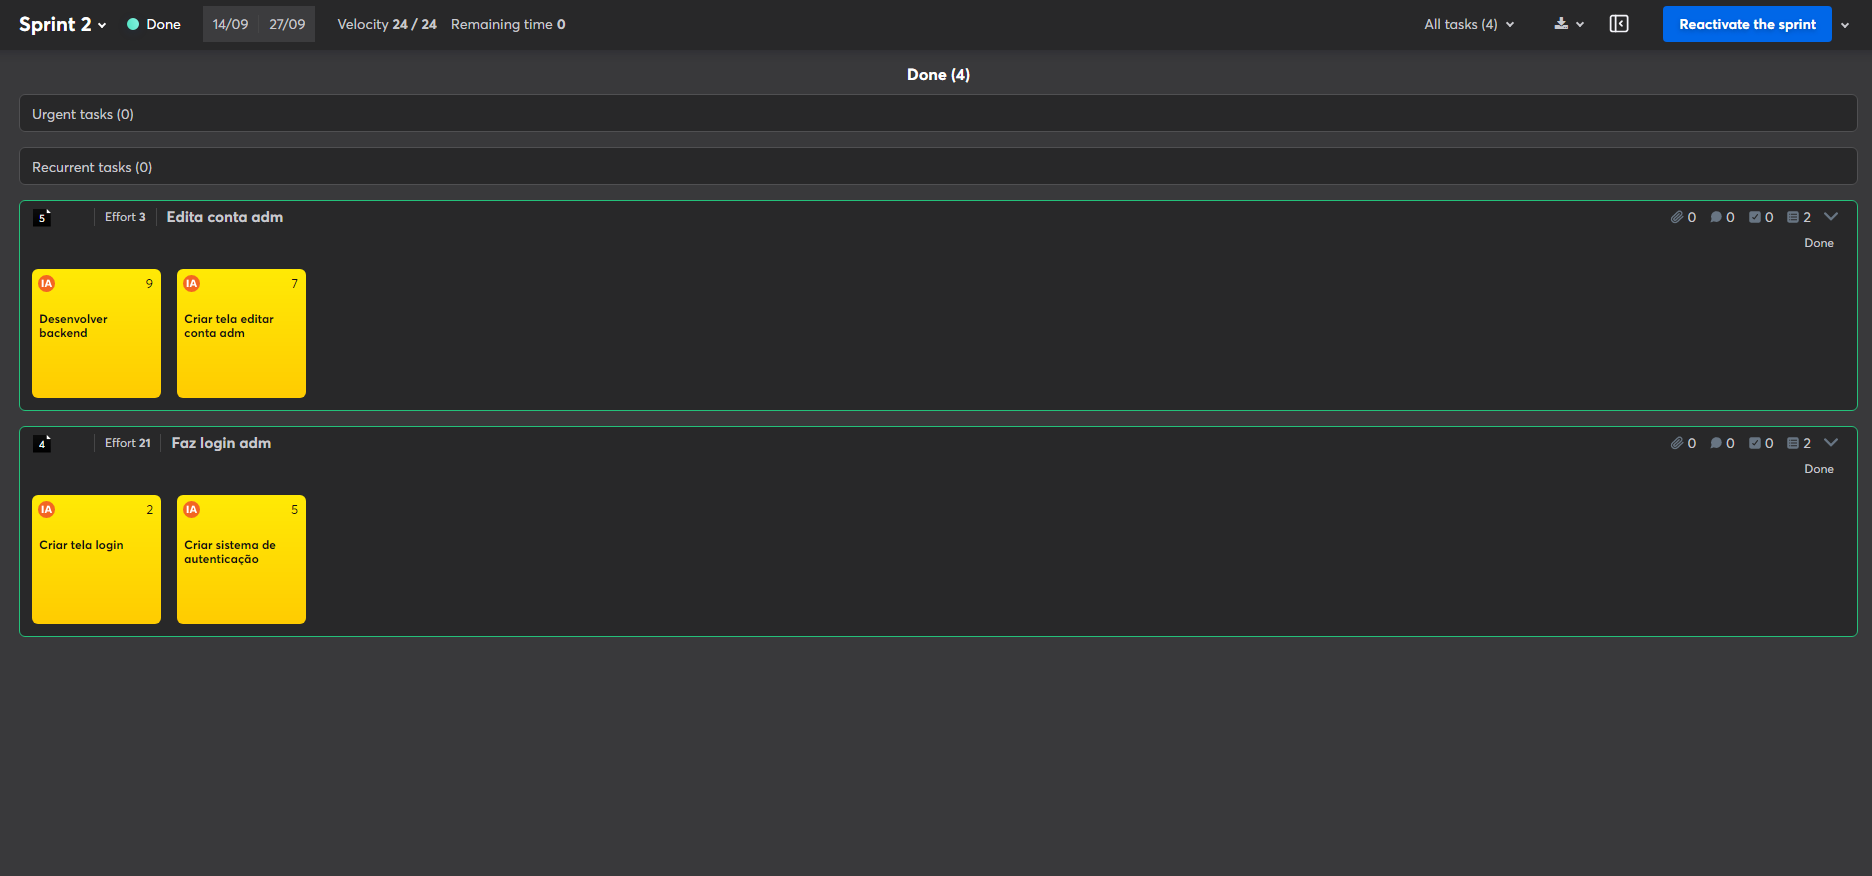 Sprint 2 Done 14/09 27/09 Velocity 24 / 24 Remaining time 0 All tasks (4) Reactivate the sprint
Done (4)
Urgent tasks (0)
Recurrent tasks (0)
5 Effort 3 Edita conta adm 0 0 0 2
Done
IA 9
Desenvolver
backend
IA 7
Criar tela editar
conta adm
4 Effort 21 Faz login adm 0 0 0 2
Done
IA 2
Criar tela login
IA 5
Criar sistema de
autenticação